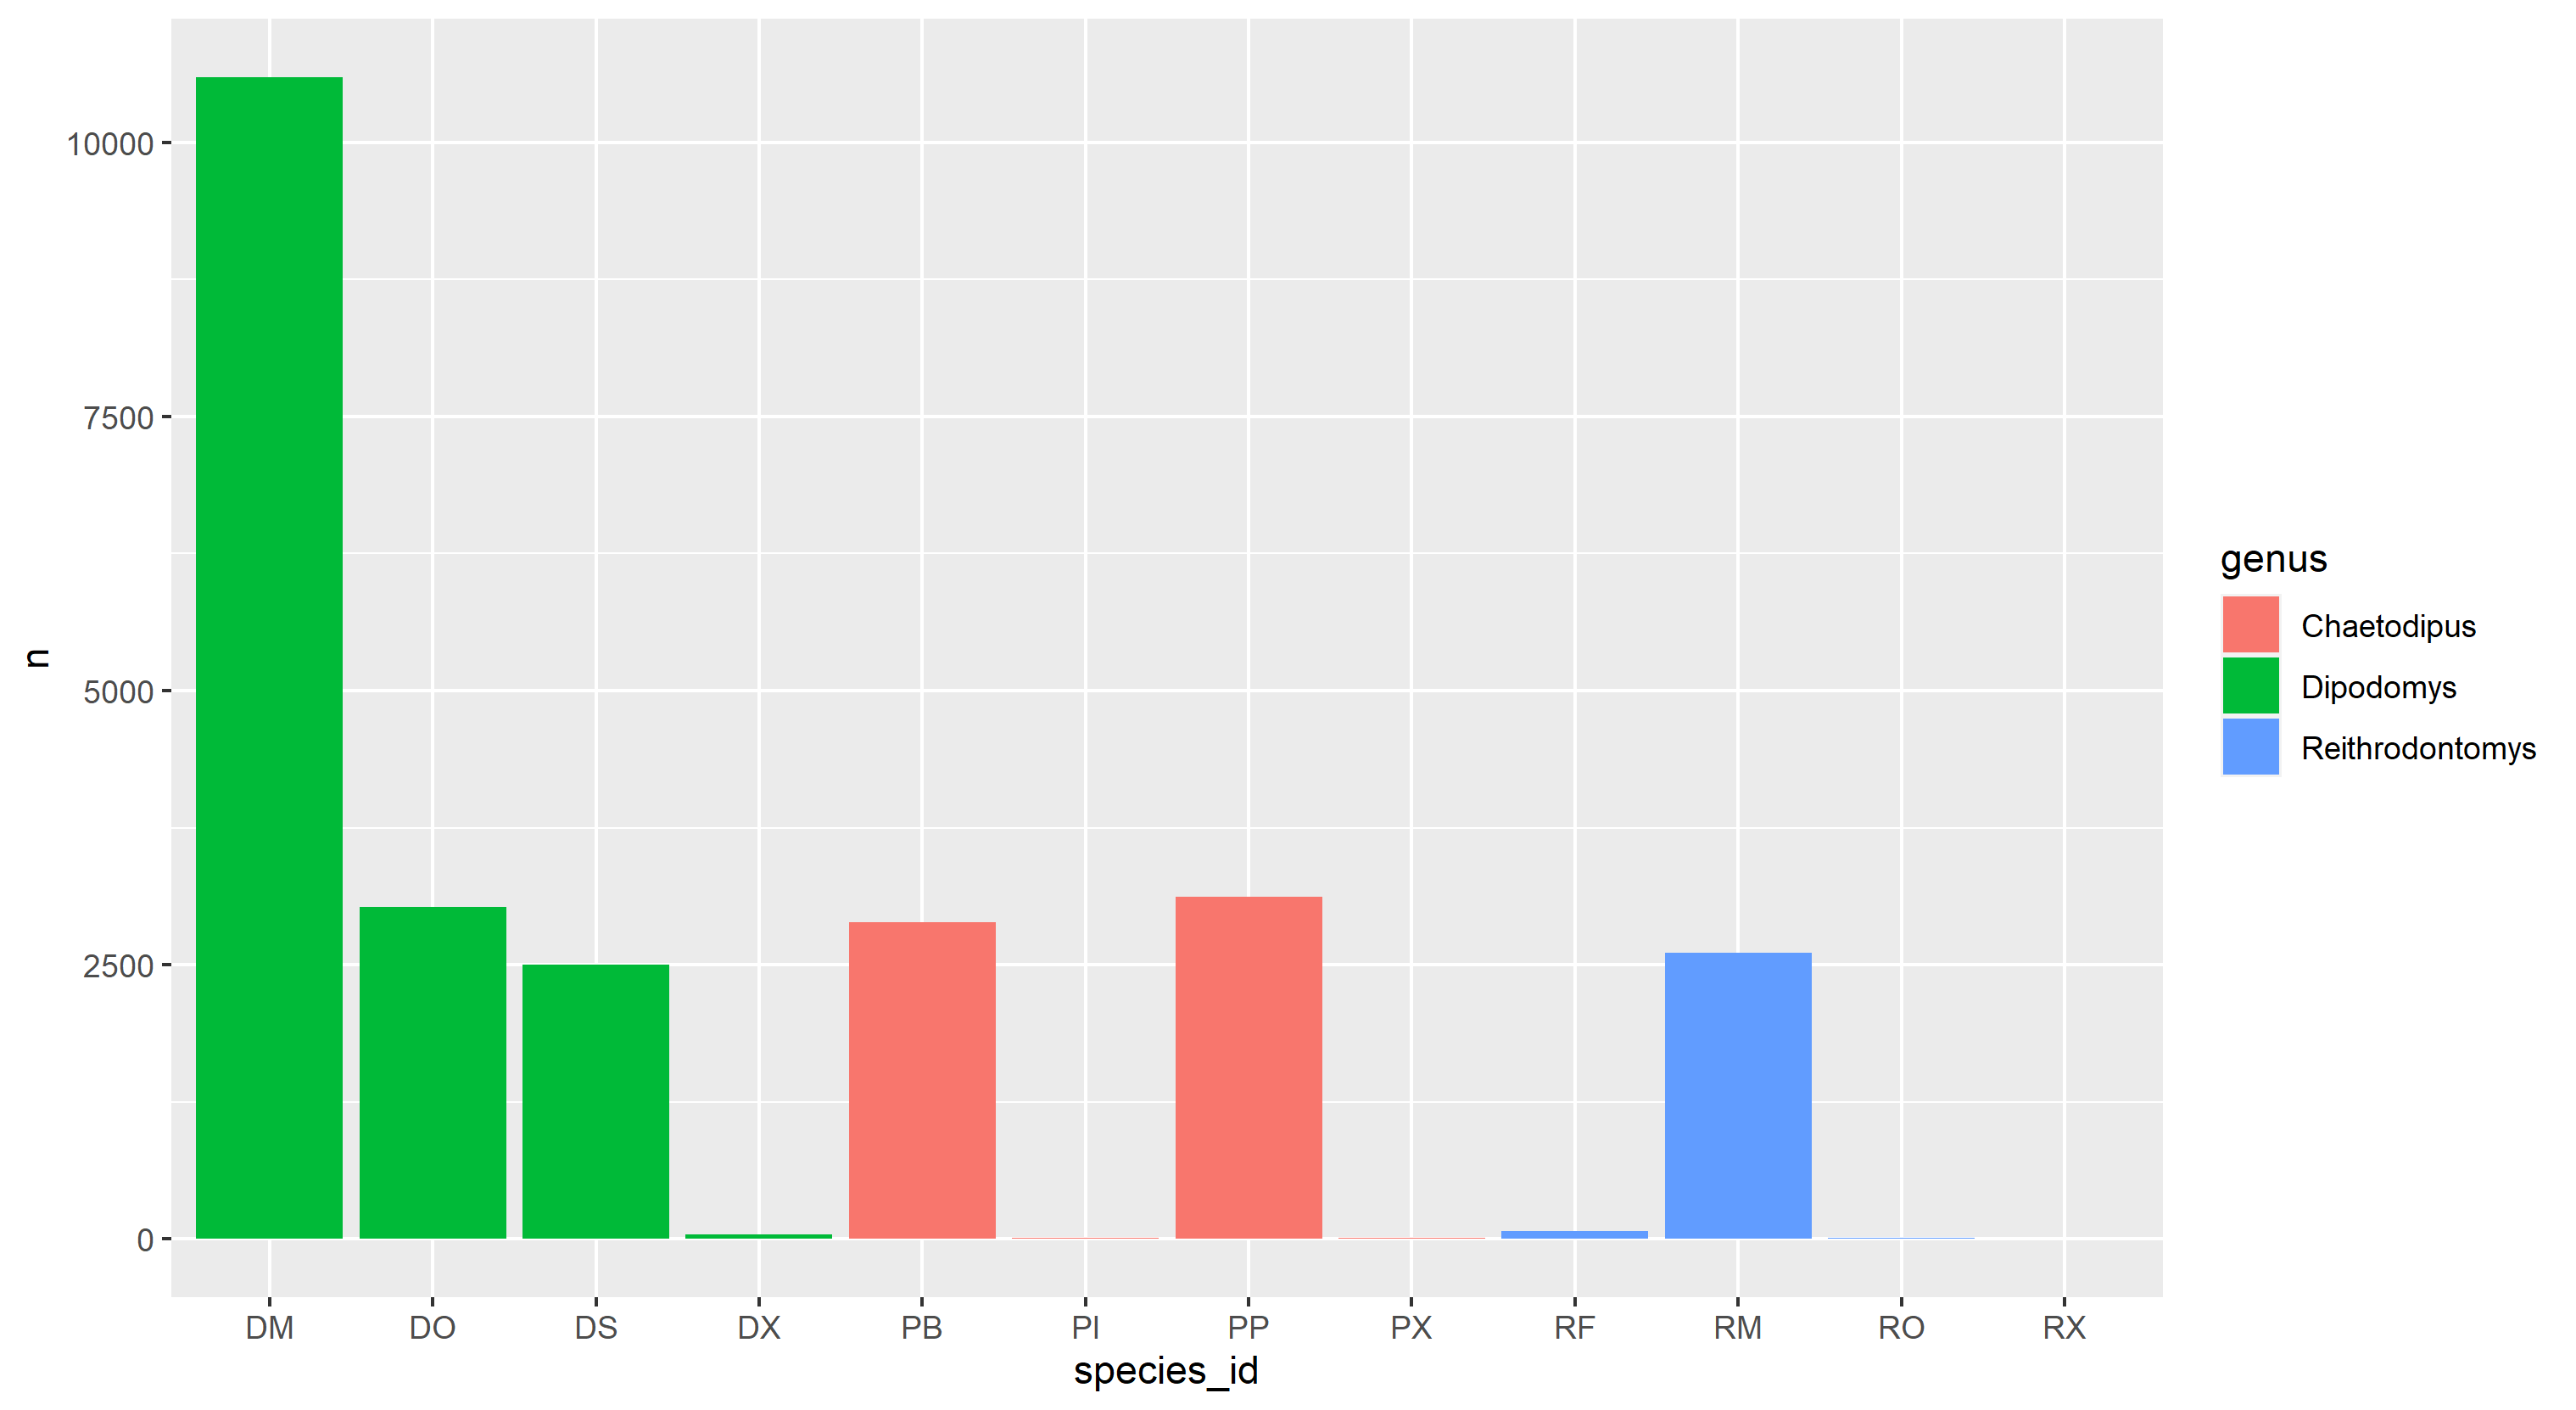 10000
7500
5000
2500
0
n
DM DO DS DX PB PI PP PX RF RM RO RX
species_id
genus
Chaetodipus
Dipodomys
Reithrodontomys